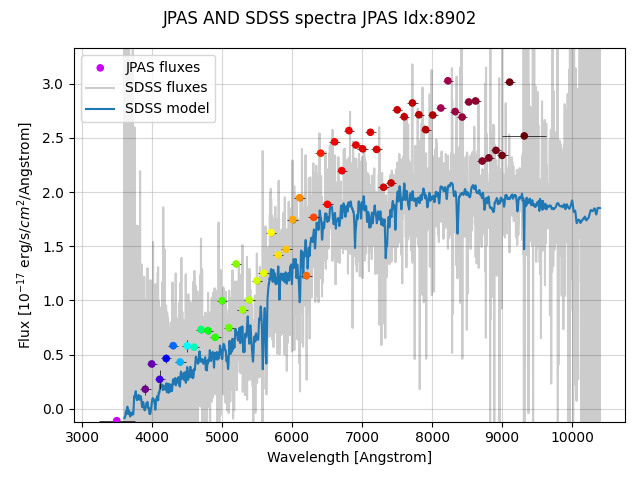 JPAS AND SDSS spectra JPAS Idx:8902
JPAS fluxes
SDSS fluxes
SDSS model
3.0
2.5
2.0
1.5
1.0
0.5
0.0
Flux [10⁻¹⁷ erg/s/cm²/Angstrom]
3000 4000 5000 6000 7000 8000 9000 10000
Wavelength [Angstrom]